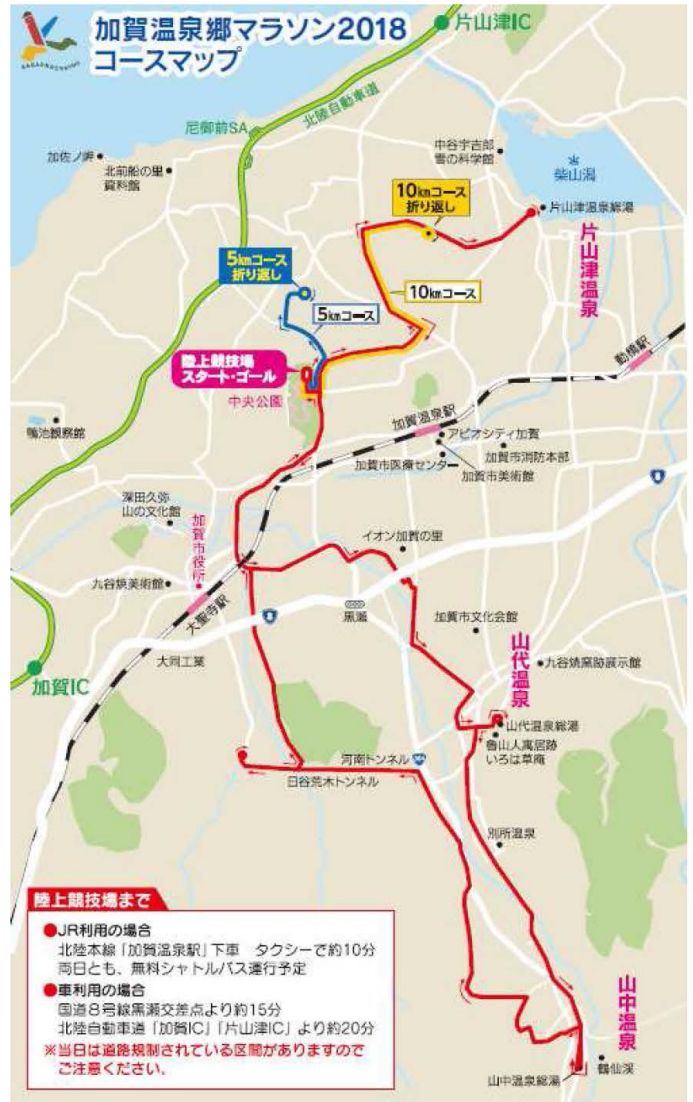 加賀温泉郷マラソン2018
コースマップ
片山津IC
北陸自動車道
尼御前SA
加佐ノ岬
北前船の里
資料館
中谷宇吉郎
雪の科学館
柴山潟
10kmコース
折り返し
片山津温泉総湯
片山津温泉
5kmコース
折り返し
10kmコース
5kmコース
陸上競技場
スタート・ゴール
中央公園
動橋駅
加賀温泉駅
アビオシティ加賀
鴨池観察館
加賀市消防本部
加賀市医療センター
加賀市美術館
8
深田久弥
山の文化館
加賀市役所
イオン加賀の里
九谷焼美術館
大聖寺駅
8
黒瀬
加賀市文化会館
大同工業
山代温泉
九谷焼窯跡展示館
加賀IC
山代温泉総湯
魯山人寓居跡
いろは草庵
河南トンネル
日谷荒木トンネル
別所温泉
陸上競技場まで
●JR利用の場合
北陸本線「加賀温泉駅」下車 タクシーで約10分
両日とも、無料シャトルバス運行予定
●車利用の場合
国道8号線黒瀬交差点より約15分
北陸自動車道「加賀IC」「片山津IC」より約20分
※当日は道路規制されている区間がありますので
ご注意ください。
山中温泉
鶴仙渓
山中温泉総湯